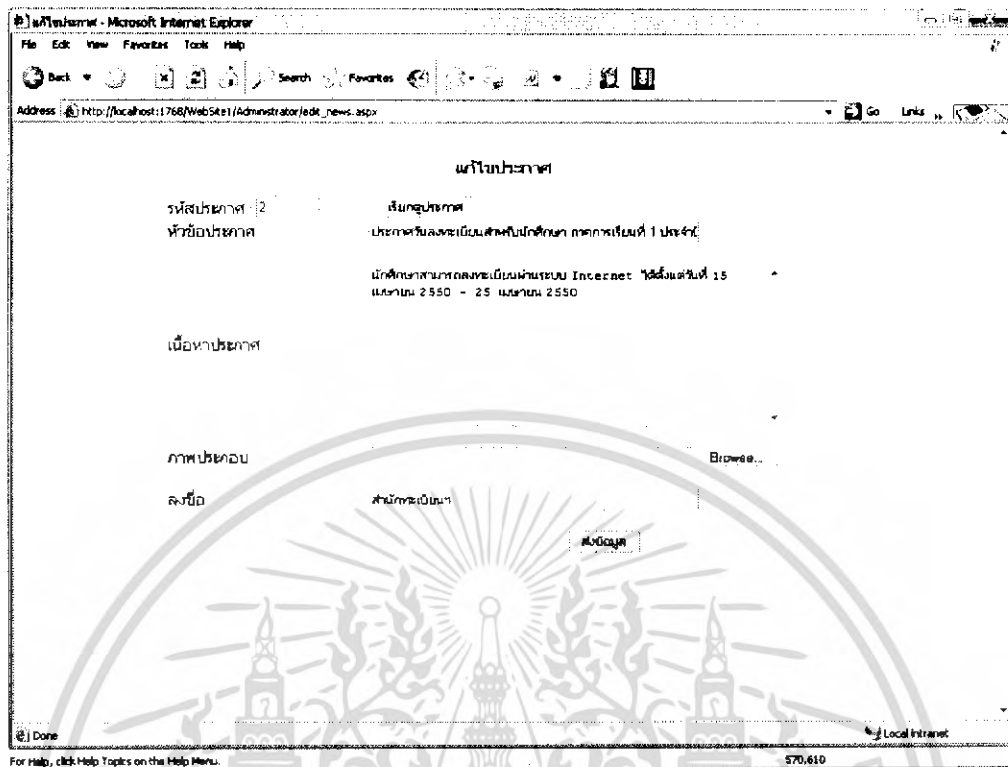 แก้ไขประกาศ - Microsoft Internet Explorer
File Edit View Favorites Tools Help
Back Search Favorites
Address http://localhost:1768/WebSite1/Administrator/edit_news.aspx Go Links
แก้ไขประกาศ
รหัสประกาศ 2 เรียกดูประกาศ
หัวข้อประกาศ ประกาศวันลงทะเบียนสำหรับนักศึกษา ภาคการเรียนที่ 1 ประจำปี
นักศึกษาสามารถลงทะเบียนผ่านระบบ Internet ได้ตั้งแต่วันที่ 15
เมษายน 2550 - 25 เมษายน 2550
เนื้อหาประกาศ
ภาพประกอบ Browse...
ลงชื่อ สำนักทะเบียนฯ
ส่งข้อมูล
Done Local intranet
For Help, click Help Topics on the Help Menu. 570,610